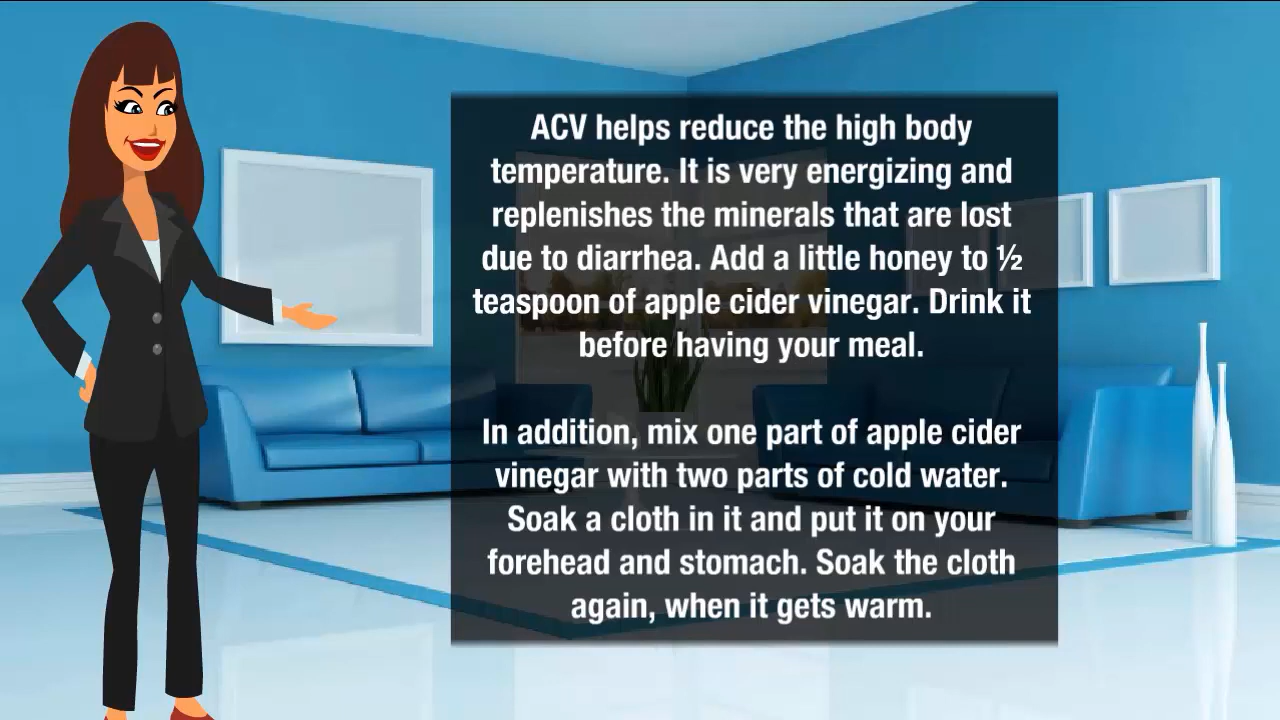 ACV helps reduce the high body
temperature. It is very energizing and
replenishes the minerals that are lost
due to diarrhea. Add a little honey to ½
teaspoon of apple cider vinegar. Drink it
before having your meal.
In addition, mix one part of apple cider
vinegar with two parts of cold water.
Soak a cloth in it and put it on your
forehead and stomach. Soak the cloth
again, when it gets warm.